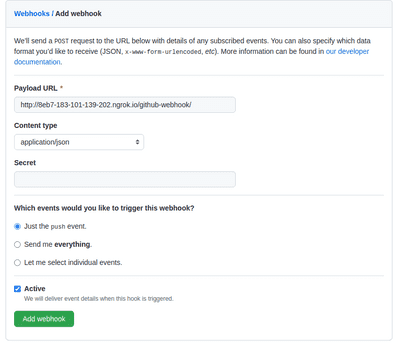 Webhooks / Add webhook
We'll send a POST request to the URL below with details of any subscribed events. You can also specify which data
format you'd like to receive (JSON, x-www-form-urlencoded, etc). More information can be found in our developer
documentation.
Payload URL *
http://8eb7-183-101-139-202.ngrok.io/github-webhook/
Content type
application/json
Secret
Which events would you like to trigger this webhook?
Just the push event.
Send me everything.
Let me select individual events.
Active
We will deliver event details when this hook is triggered.
Add webhook